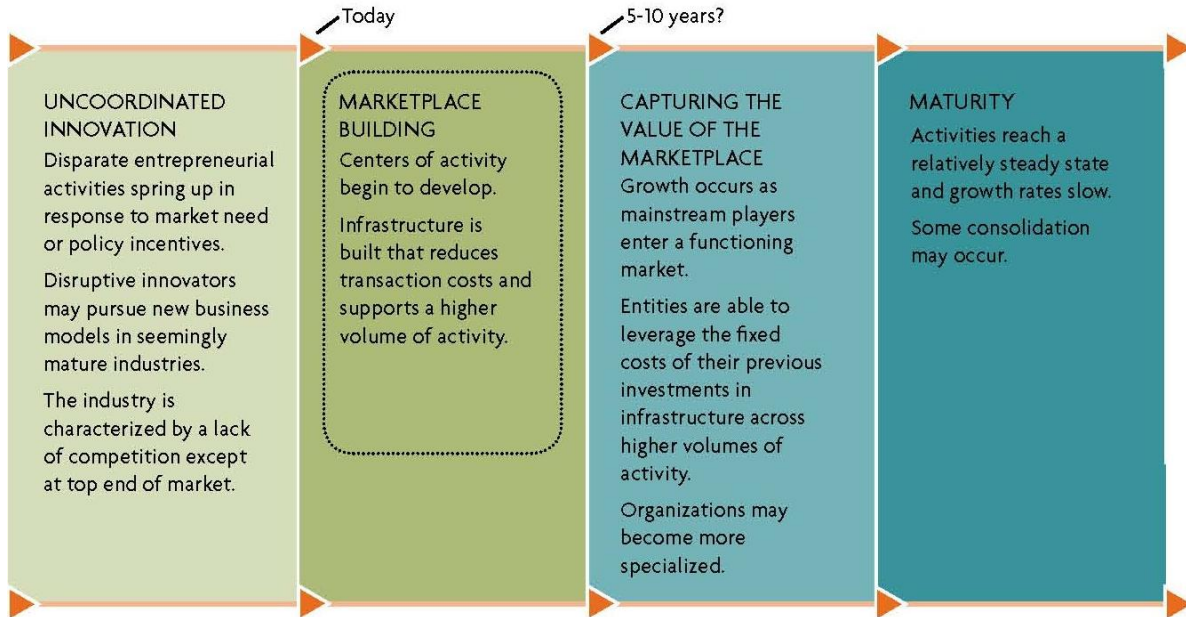 Today
5-10 years?
UNCOORDINATED
INNOVATION
Disparate entrepreneurial
activities spring up in
response to market need
or policy incentives.
Disruptive innovators
may pursue new business
models in seemingly
mature industries.
The industry is
characterized by a lack
of competition except
at top end of market.
MARKETPLACE
BUILDING
Centers of activity
begin to develop.
Infrastructure is
built that reduces
transaction costs and
supports a higher
volume of activity.
CAPTURING THE
VALUE OF THE
MARKETPLACE
Growth occurs as
mainstream players
enter a functioning
market.
Entities are able to
leverage the fixed
costs of their previous
investments in
infrastructure across
higher volumes of
activity.
Organizations may
become more
specialized.
MATURITY
Activities reach a
relatively steady state
and growth rates slow.
Some consolidation
may occur.